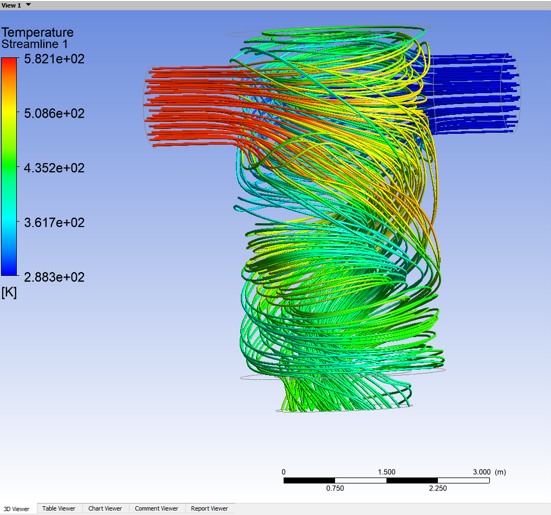 View 1
Temperature
Streamline 1
5.821e+02
5.086e+02
4.352e+02
3.617e+02
2.883e+02
[K]
0 1.500 3.000 (m)
0.750 2.250
3D Viewer Table Viewer Chart Viewer Comment Viewer Report Viewer